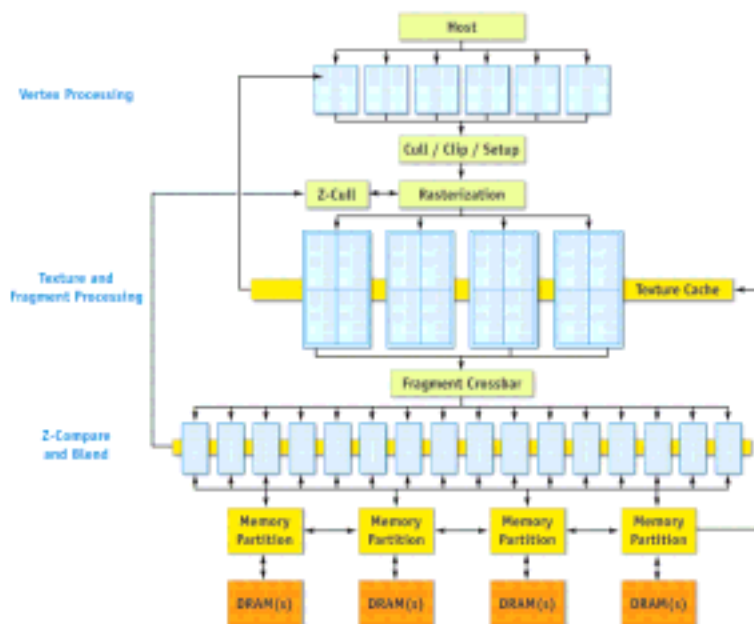 Host
Vertex Processing
Cull / Clip / Setup
Z-Cull
Rasterization
Texture and
Fragment Processing
Texture Cache
Fragment Crossbar
Z-Compare
and Blend
Memory
Partition
Memory
Partition
Memory
Partition
Memory
Partition
DRAM(s)
DRAM(s)
DRAM(s)
DRAM(s)